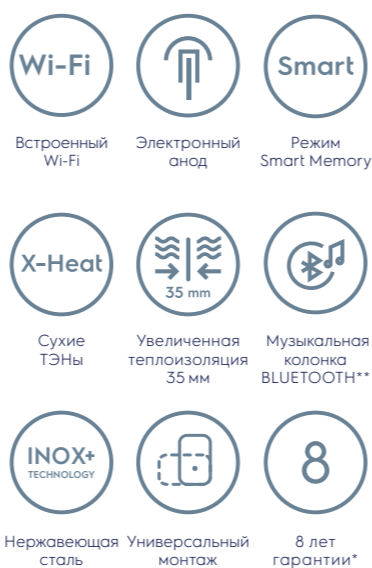 Wi-Fi
Smart
Встроенный
Wi-Fi
Электронный
анод
Режим
Smart Memory
X-Heat
35 mm
Сухие
ТЭНы
Увеличенная
теплоизоляция
35 мм
Музыкальная
колонка
BLUETOOTH**
INOX+
TECHNOLOGY
8
Нержавеющая
сталь
Универсальный
монтаж
8 лет
гарантии*